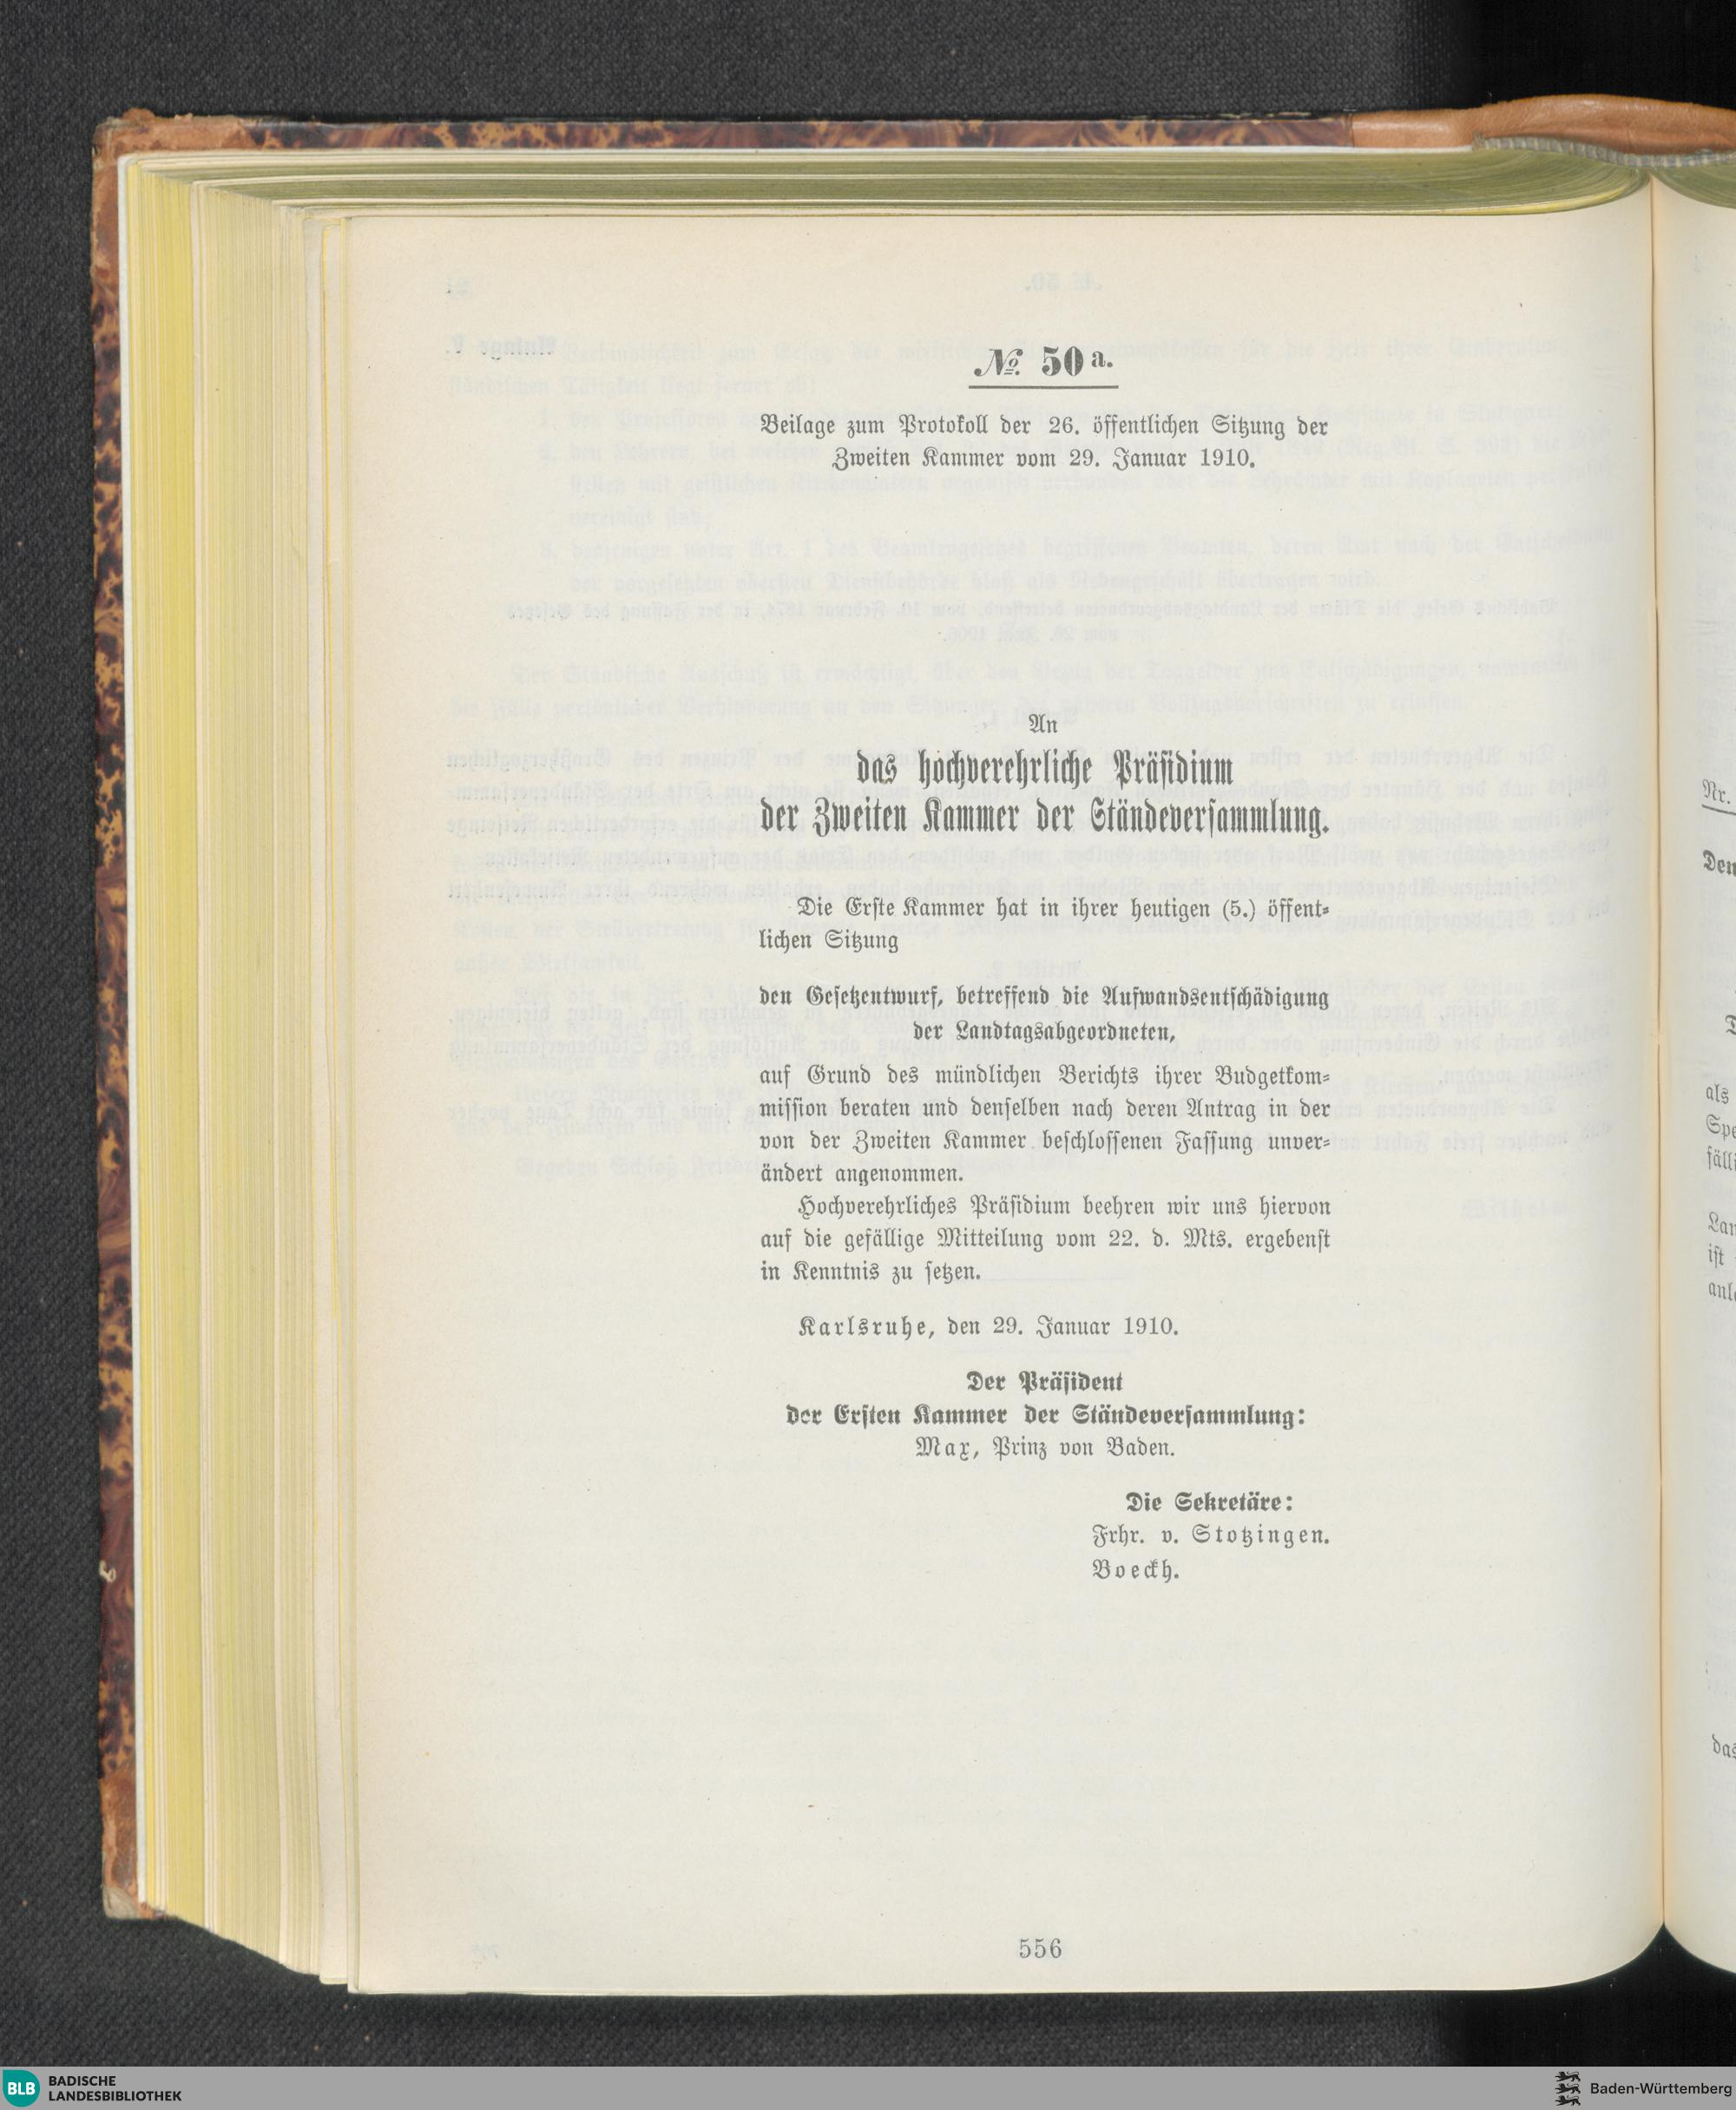 № 50 a.
Beilage zum Protokoll der 26. öffentlichen Sitzung der
Zweiten Kammer vom 29. Januar 1910.
An
das hochverehrliche Präsidium
der Zweiten Kammer der Ständeversammlung.
Die Erste Kammer hat in ihrer heutigen (5.) öffent-
lichen Sitzung
den Gesetzentwurf, betreffend die Aufwandsentschädigung
der Landtagsabgeordneten,
auf Grund des mündlichen Berichts ihrer Budgetkom-
mission beraten und denselben nach deren Antrag in der
von der Zweiten Kammer beschlossenen Fassung unver-
ändert angenommen.
Hochverehrliches Präsidium beehren wir uns hiervon
auf die gefällige Mitteilung vom 22. d. Mts. ergebenst
in Kenntnis zu setzen.
Karlsruhe, den 29. Januar 1910.
Der Präsident
der Ersten Kammer der Ständeversammlung:
Max, Prinz von Baden.
Die Sekretäre:
Frhr. v. Stotzingen.
Boeckh.
556
Nr.
als
ist
das
BLB BADISCHE
LANDESBIBLIOTHEK
Baden-Württemberg